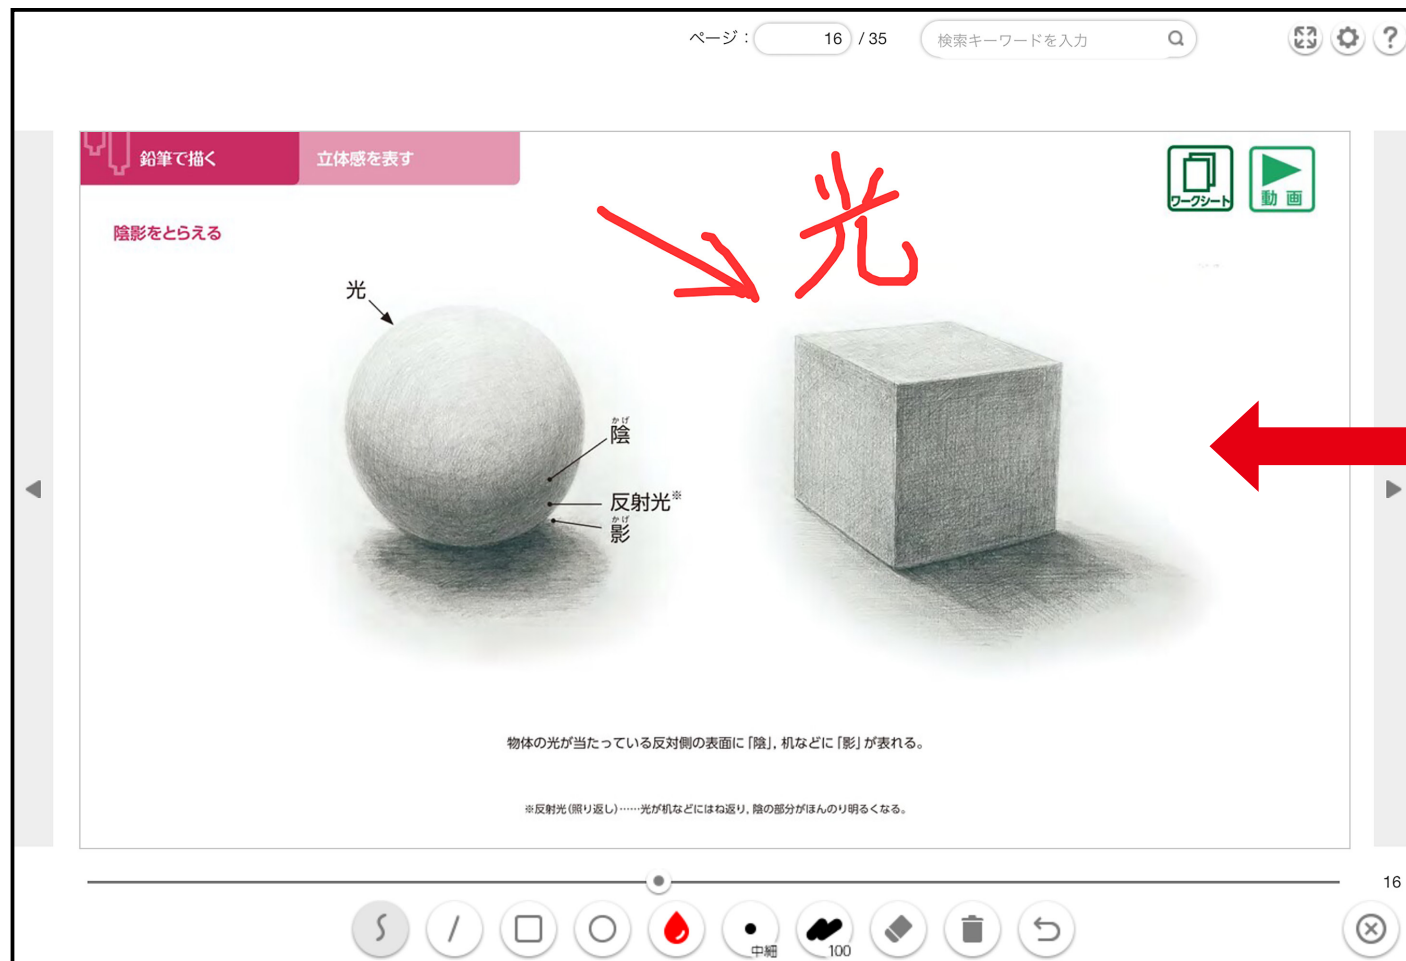 ページ： 16 / 35
検索キーワードを入力
?
鉛筆で描く
立体感を表す
ワークシート
動画
陰影をとらえる
光
光
かげ
陰
反射光※
かげ
影
物体の光が当たっている反対側の表面に「陰」，机などに「影」が表れる。
※反射光（照り返し）……光が机などにはね返り，陰の部分がほんのり明るくなる。
16
中細
100